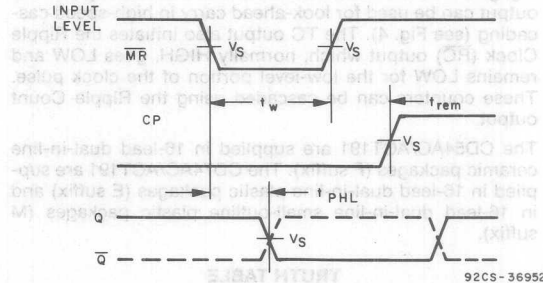 INPUT
LEVEL
MR
VS
VS
tw
trem
CP
VS
tPHL
Q
VS
Q
92CS-36952
output can be used for look-ahead carry in high-speed cas-
cading (see Fig. 4). The TC output also initiates the Ripple
Clock (RC) output which, normally HIGH, goes LOW and
remains LOW for the low-level portion of the clock pulse.
These counters can be cascaded using the Ripple Count
output.
The CD54AC/ACT191 are supplied in 16-lead dual-in-line
ceramic packages (F suffix). The CD74AC/ACT191 are sup-
plied in 16-lead dual-in-line plastic packages (E suffix) and
in 16-lead dual-in-line small-outline plastic packages (M
suffix).
TRUTH TABLE